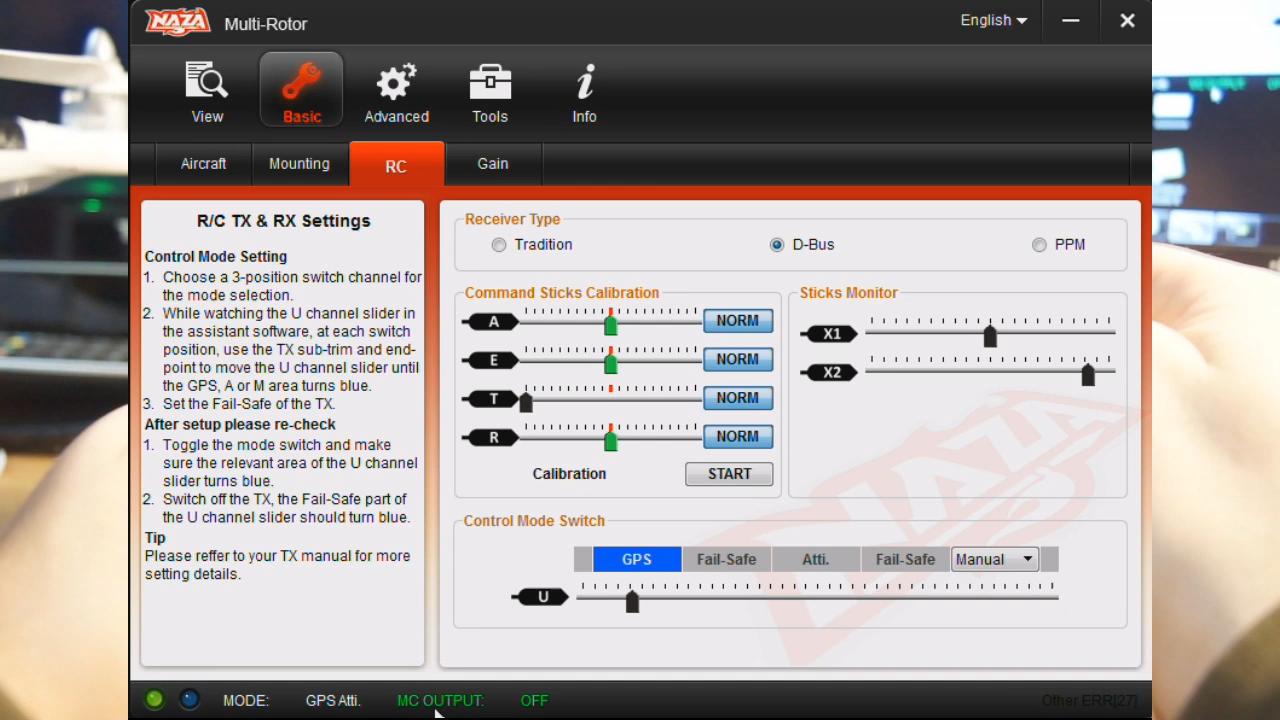 NAZA
Multi-Rotor
English
View
Basic
Advanced
Tools
Info
Aircraft
Mounting
RC
Gain
R/C TX & RX Settings
Control Mode Setting
1. Choose a 3-position switch channel for
the mode selection.
2. While watching the U channel slider in
the assistant software, at each switch
position, use the TX sub-trim and end-
point to move the U channel slider until
the GPS, A or M area turns blue.
3. Set the Fail-Safe of the TX.
After setup please re-check
1. Toggle the mode switch and make
sure the relevant area of the U channel
slider turns blue.
2. Switch off the TX, the Fail-Safe part of
the U channel slider should turn blue.
Tip
Please reffer to your TX manual for more
setting details.
Receiver Type
Tradition
D-Bus
PPM
Command Sticks Calibration
A NORM
E NORM
T NORM
R NORM
Calibration START
Sticks Monitor
X1
X2
Control Mode Switch
GPS Fail-Safe Atti. Fail-Safe Manual
U
MODE: GPS Atti. MC OUTPUT: OFF Other ERR[27]